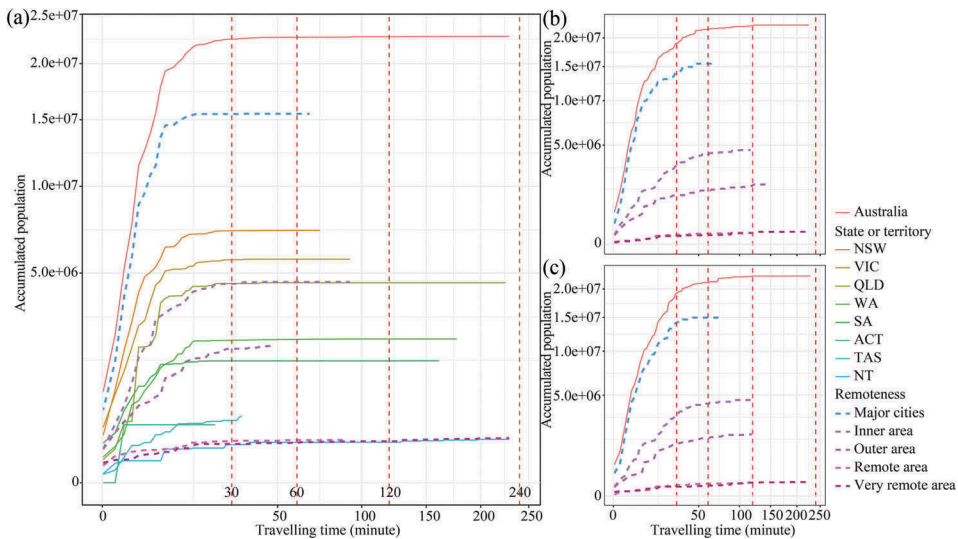 (a)
2.5e+07
2.0e+07
1.5e+07
1.0e+07
5.0e+06
0
Accumulated population
30
60
120
240
0
50
100
150
200
250
Travelling time (minute)
(b)
2.0e+07
1.5e+07
1.0e+07
5.0e+06
0
Accumulated population
0
50
100
150
200
250
(c)
2.0e+07
1.5e+07
1.0e+07
5.0e+06
0
Accumulated population
0
50
100
150
200
250
Travelling time (minute)
Australia
State or territory
NSW
VIC
QLD
WA
SA
ACT
TAS
NT
Remoteness
Major cities
Inner area
Outer area
Remote area
Very remote area